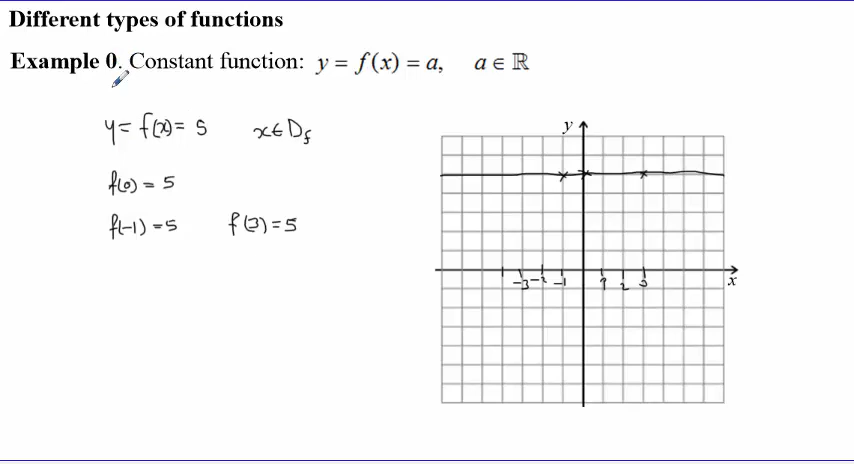 Different types of functions
Example 0. Constant function: y = f(x) = a, a ∈ ℝ
y = f(x) = 5 x ∈ D_f
f(0) = 5
f(-1) = 5 f(3) = 5
y
-3 -2 -1 1 2 3 x